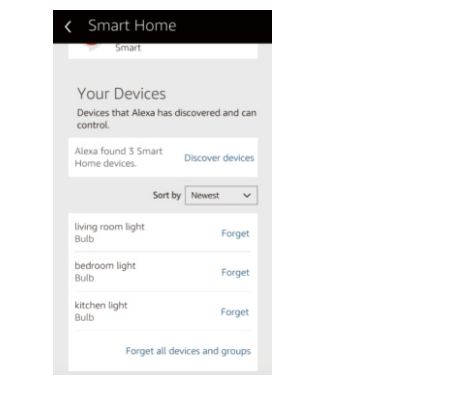 Smart Home
Smart
Your Devices
Devices that Alexa has discovered and can
control.
Alexa found 3 Smart
Home devices.
Discover devices
Sort by Newest
living room light
Bulb
Forget
bedroom light
Bulb
Forget
kitchen light
Bulb
Forget
Forget all devices and groups